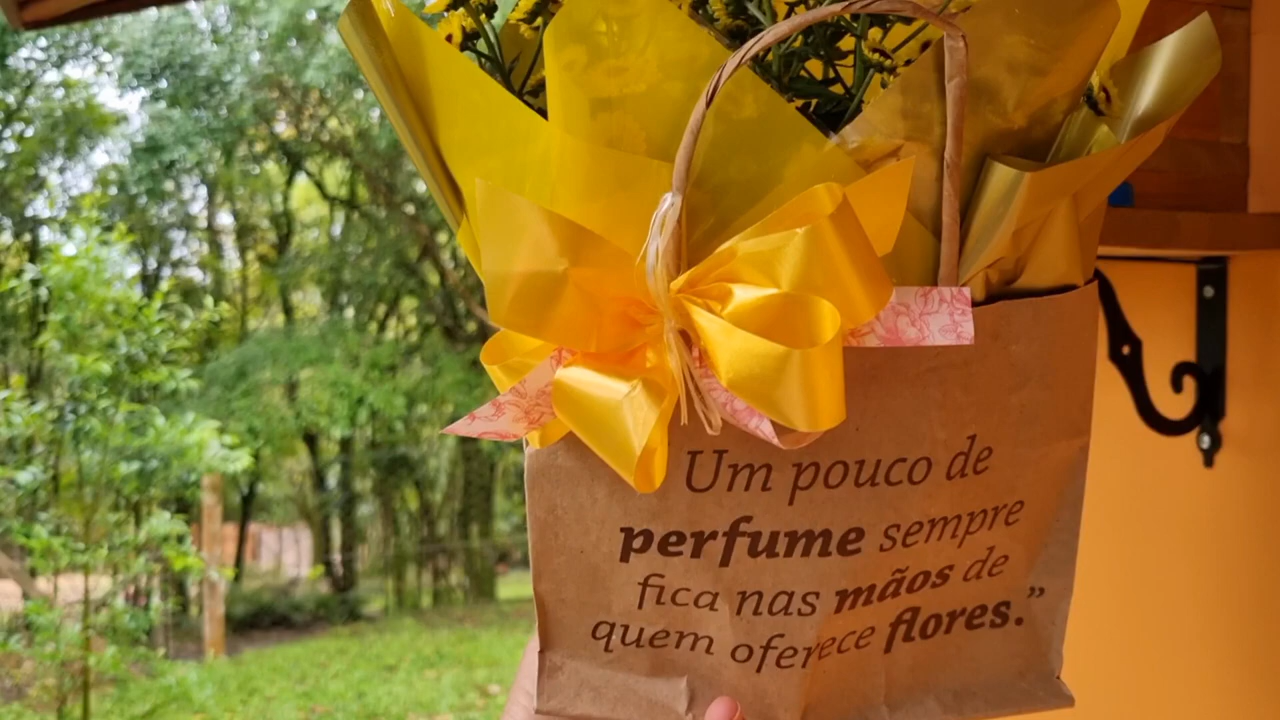 Um pouco de
perfume sempre
fica nas mãos de
quem oferece flores.”